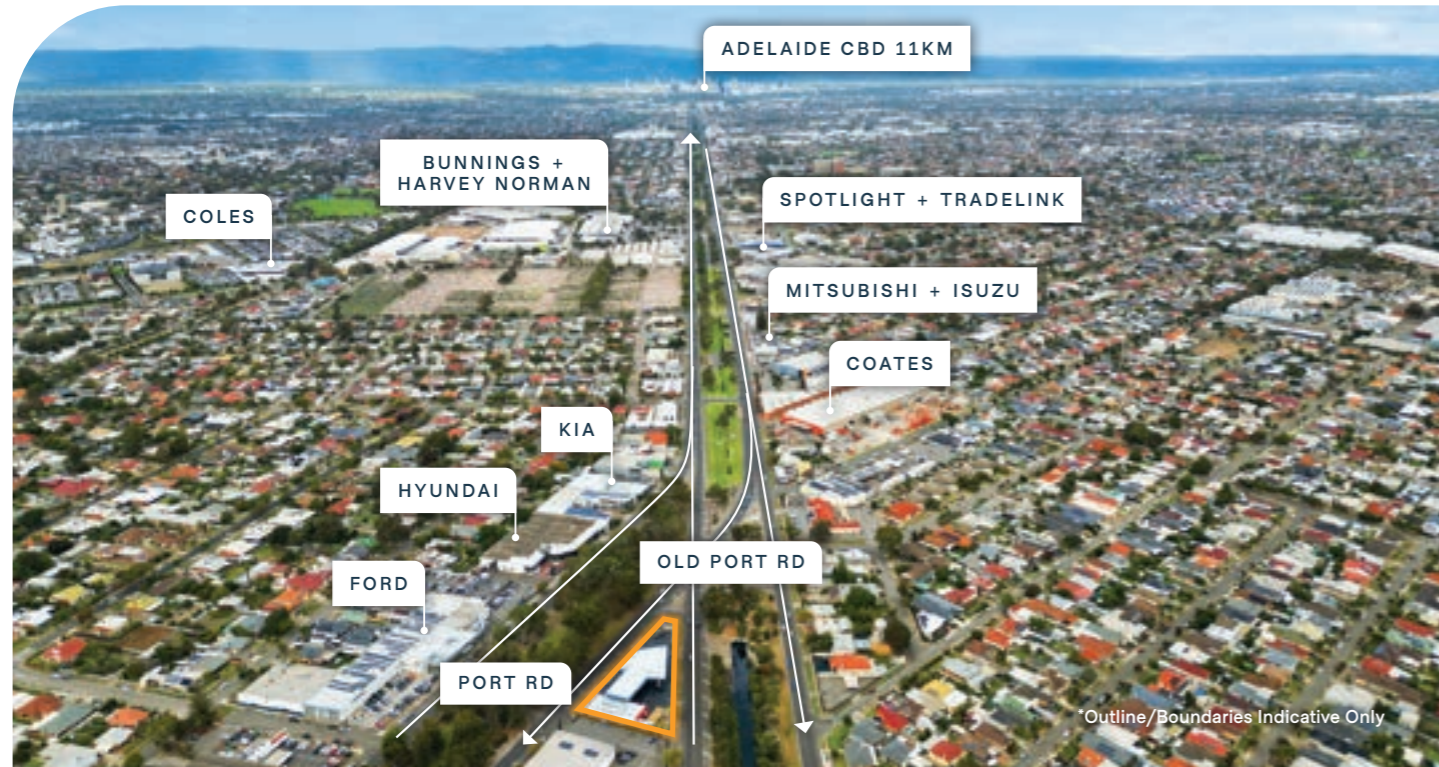 ADELAIDE CBD 11KM
BUNNINGS +
HARVEY NORMAN
SPOTLIGHT + TRADELINK
COLES
MITSUBISHI + ISUZU
COATES
KIA
HYUNDAI
OLD PORT RD
FORD
PORT RD
*Outline/Boundaries Indicative Only